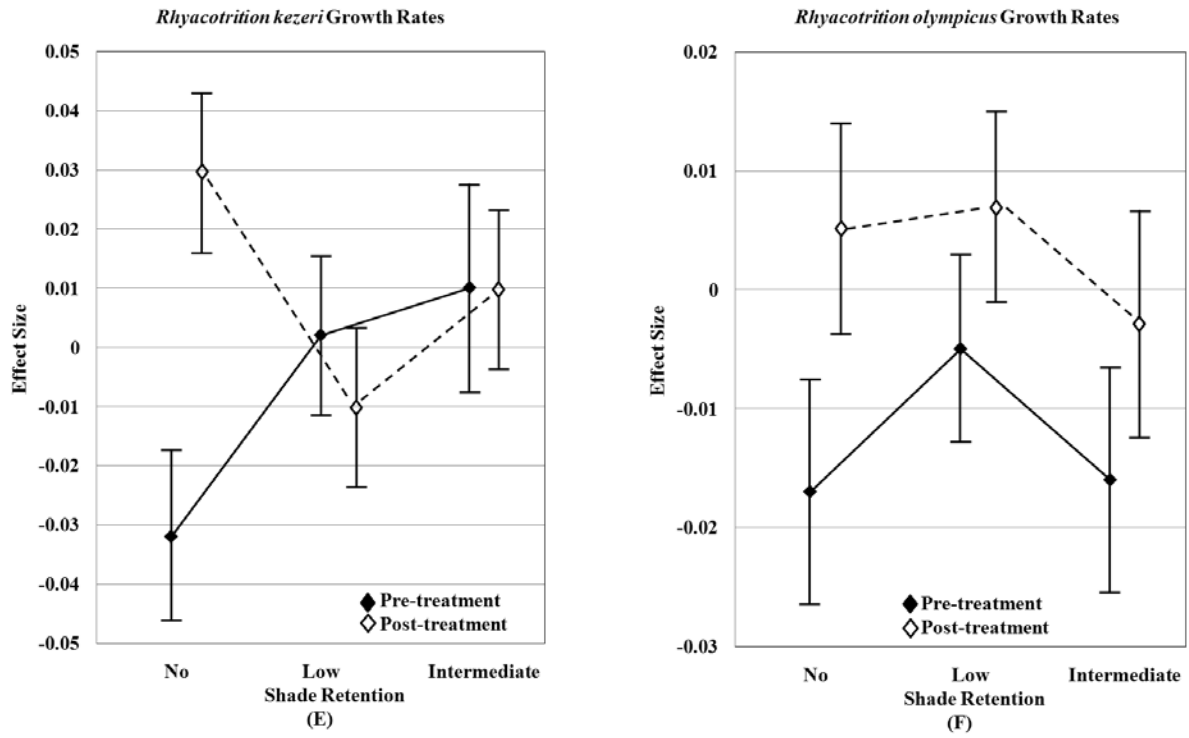 Rhyacotrition kezeri Growth Rates
0.05
0.04
0.03
0.02
0.01
0
-0.01
-0.02
-0.03
-0.04
-0.05
Effect Size
Pre-treatment
Post-treatment
No
Low
Intermediate
Shade Retention
(E)
Rhyacotrition olympicus Growth Rates
0.02
0.01
0
-0.01
-0.02
-0.03
Effect Size
Pre-treatment
Post-treatment
No
Low
Intermediate
Shade Retention
(F)